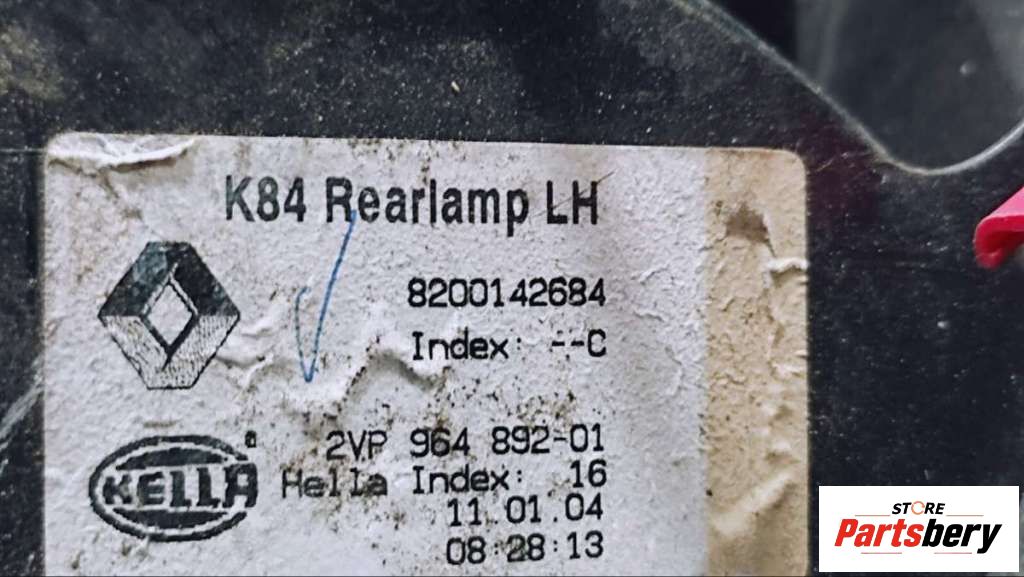 K84 Rearlamp LH
8200142684
Index: --C
HELLA
2VP 964 892-01
Hella Index: 16
11.01.04
08:28:13
STORE
Partsbery